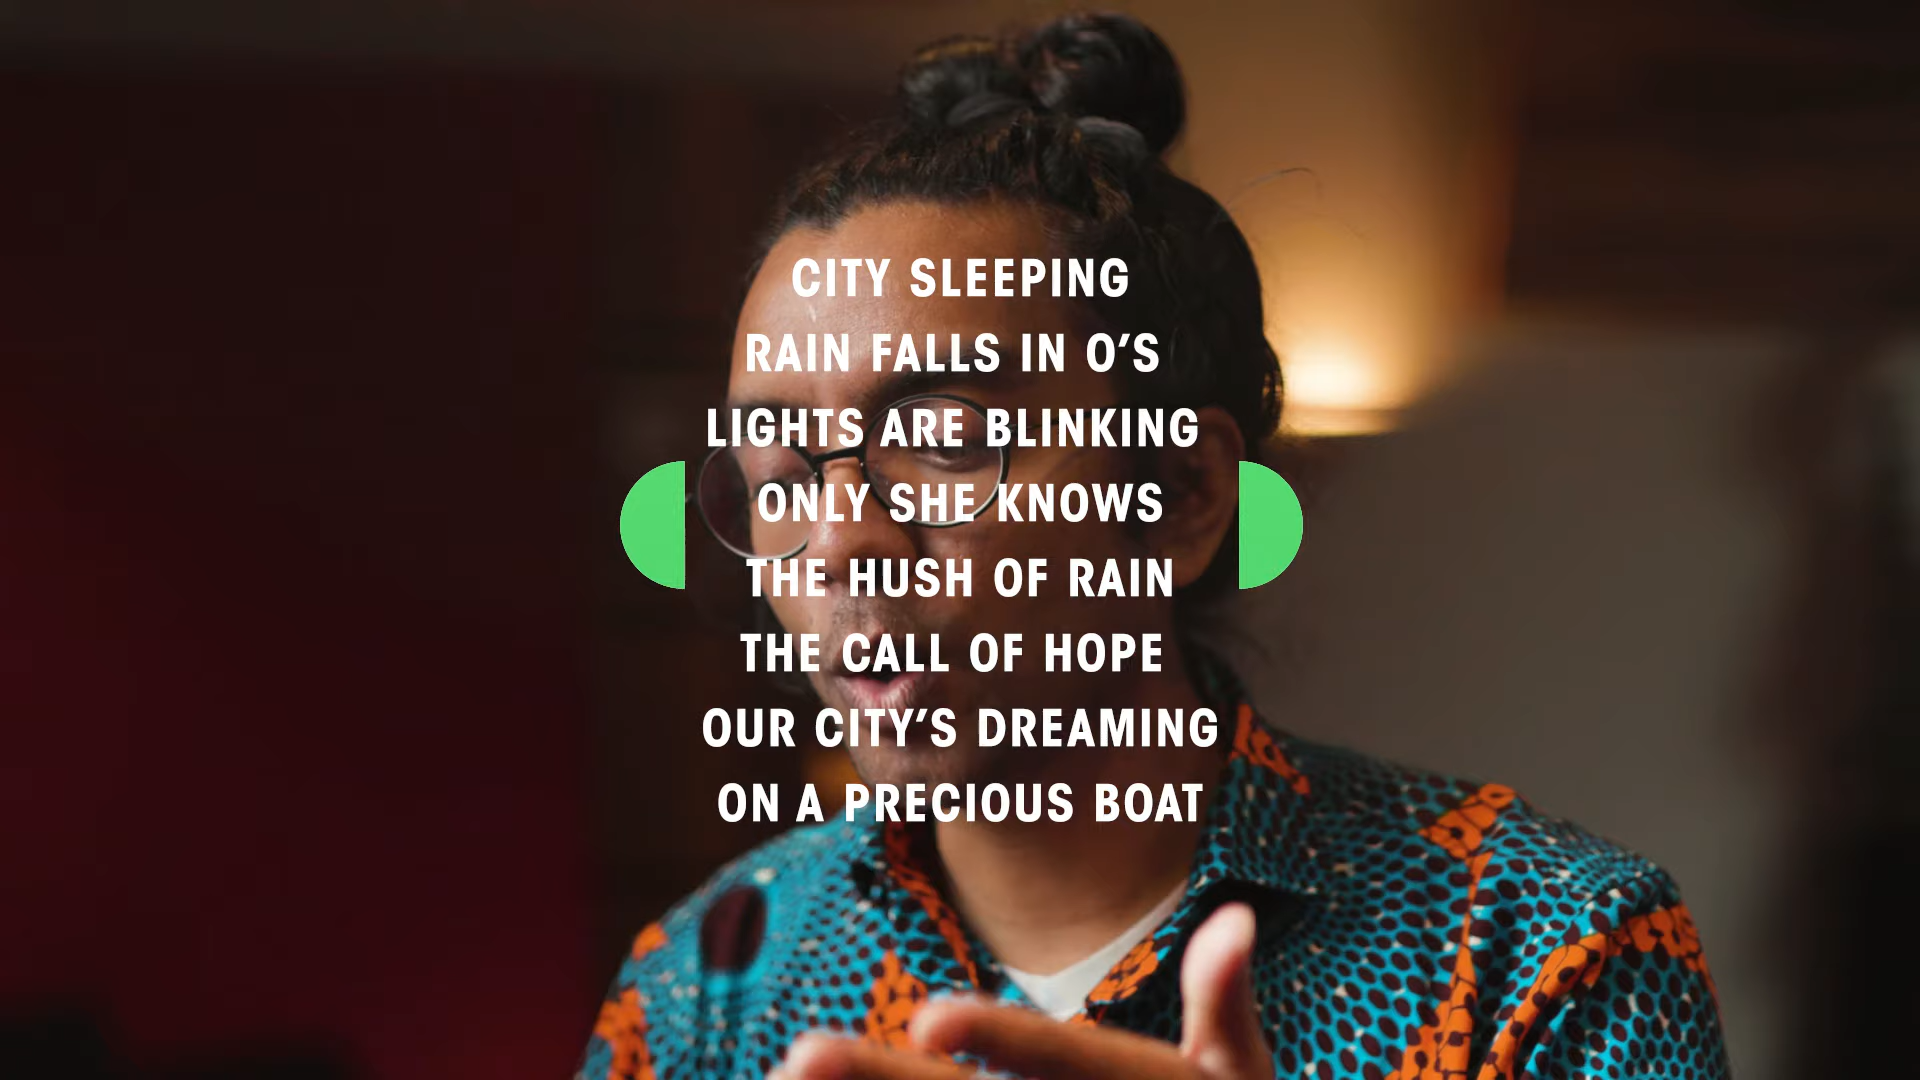 CITY SLEEPING
RAIN FALLS IN O’S
LIGHTS ARE BLINKING
ONLY SHE KNOWS
THE HUSH OF RAIN
THE CALL OF HOPE
OUR CITY’S DREAMING
ON A PRECIOUS BOAT